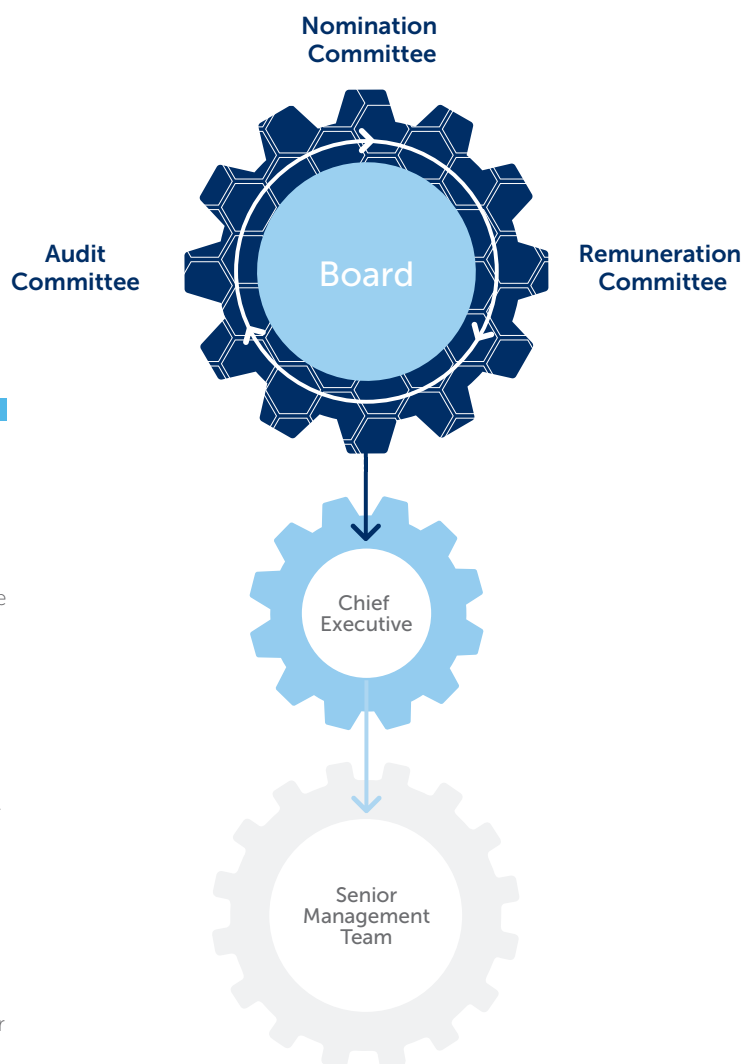 Nomination
Committee
Audit
Committee
Board
Remuneration
Committee
Chief
Executive
Senior
Management
Team